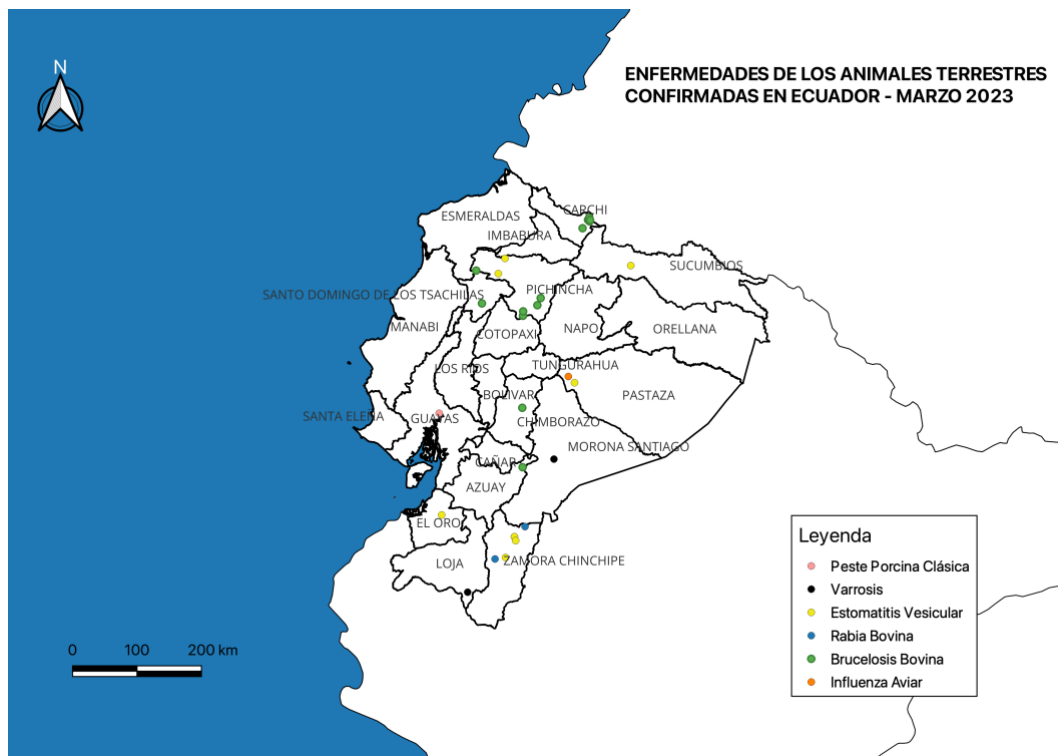 N
ENFERMEDADES DE LOS ANIMALES TERRESTRES
CONFIRMADAS EN ECUADOR - MARZO 2023
CARCHI
ESMERALDAS
IMBABURA
SUCUMBIOS
SANTO DOMINGO DE LOS TSACHILAS
PICHINCHA
MANABI
NAPO
ORELLANA
COTOPAXI
TUNGURAHUA
LOS RIOS
PASTAZA
BOLIVAR
SANTA ELENA
GUAYAS
CHIMBORAZO
MORONA SANTIAGO
CAÑAR
AZUAY
EL ORO
LOJA
ZAMORA CHINCHIPE
Leyenda
Peste Porcina Clásica
Varrosis
Estomatitis Vesicular
Rabia Bovina
Brucelosis Bovina
Influenza Aviar
0 100 200 km